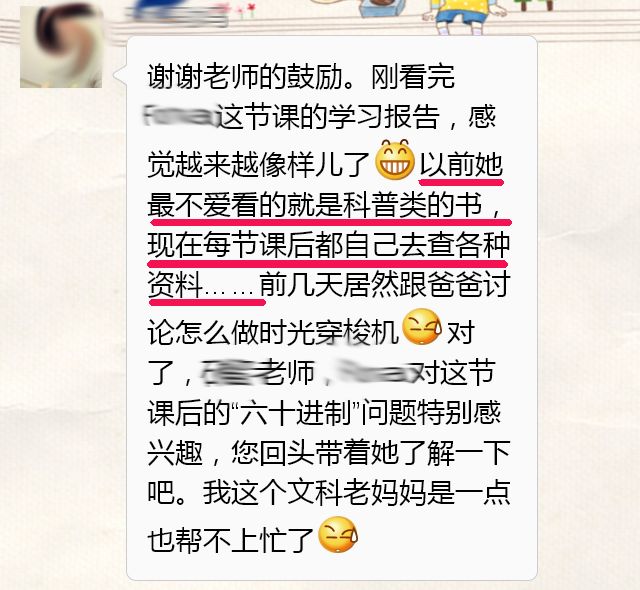 谢谢老师的鼓励。刚看完
这节课的学习报告，感
觉越来越像样儿了以前她
最不爱看的就是科普类的书，
现在每节课后都自己去查各种
资料……前几天居然跟爸爸讨
论怎么做时光穿梭机对
了，老师，对这节
课后的“六十进制”问题特别感
兴趣，您回头带着她了解一下
吧。我这个文科老妈妈是一点
也帮不上忙了